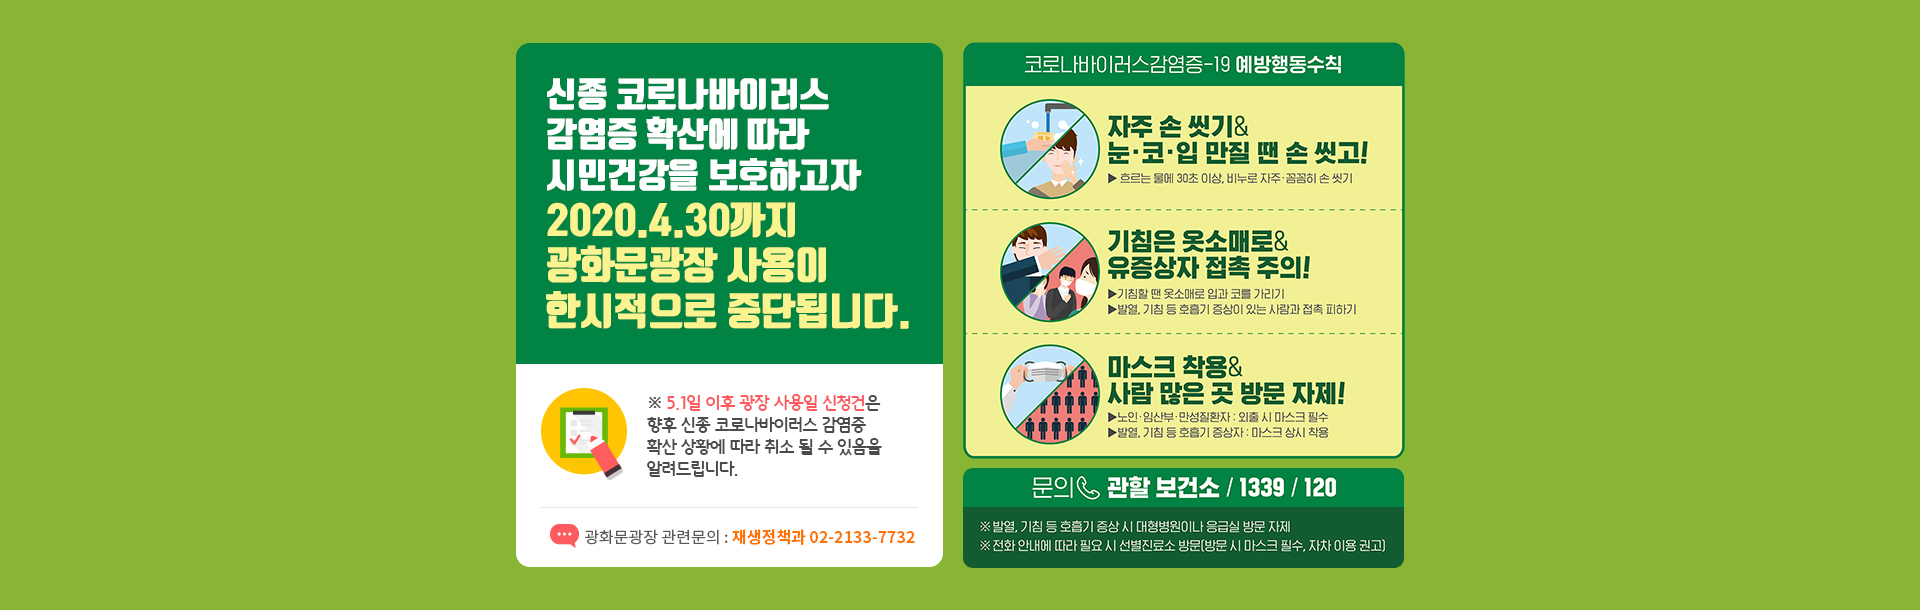 신종 코로나바이러스
감염증 확산에 따라
시민건강을 보호하고자
2020.4.30까지
광화문광장 사용이
한시적으로 중단됩니다.
※ 5.1일 이후 광장 사용일 신청건은
향후 신종 코로나바이러스 감염증
확산 상황에 따라 취소 될 수 있음을
알려드립니다.
광화문광장 관련문의 : 재생정책과 02-2133-7732
코로나바이러스감염증-19 예방행동수칙
비누
자주 손 씻기&
눈·코·입 만질 땐 손 씻고!
▶ 흐르는 물에 30초 이상, 비누로 자주·꼼꼼히 손 씻기
기침은 옷소매로&
유증상자 접촉 주의!
▶기침할 땐 옷소매로 입과 코를 가리기
▶발열, 기침 등 호흡기 증상이 있는 사람과 접촉 피하기
마스크 착용&
사람 많은 곳 방문 자제!
▶노인·임산부·만성질환자 : 외출 시 마스크 필수
▶발열, 기침 등 호흡기 증상자 : 마스크 상시 착용
문의 관할 보건소 / 1339 / 120
※ 발열, 기침 등 호흡기 증상 시 대형병원이나 응급실 방문 자제
※ 전화 안내에 따라 필요 시 선별진료소 방문(방문 시 마스크 필수, 자차 이용 권고)